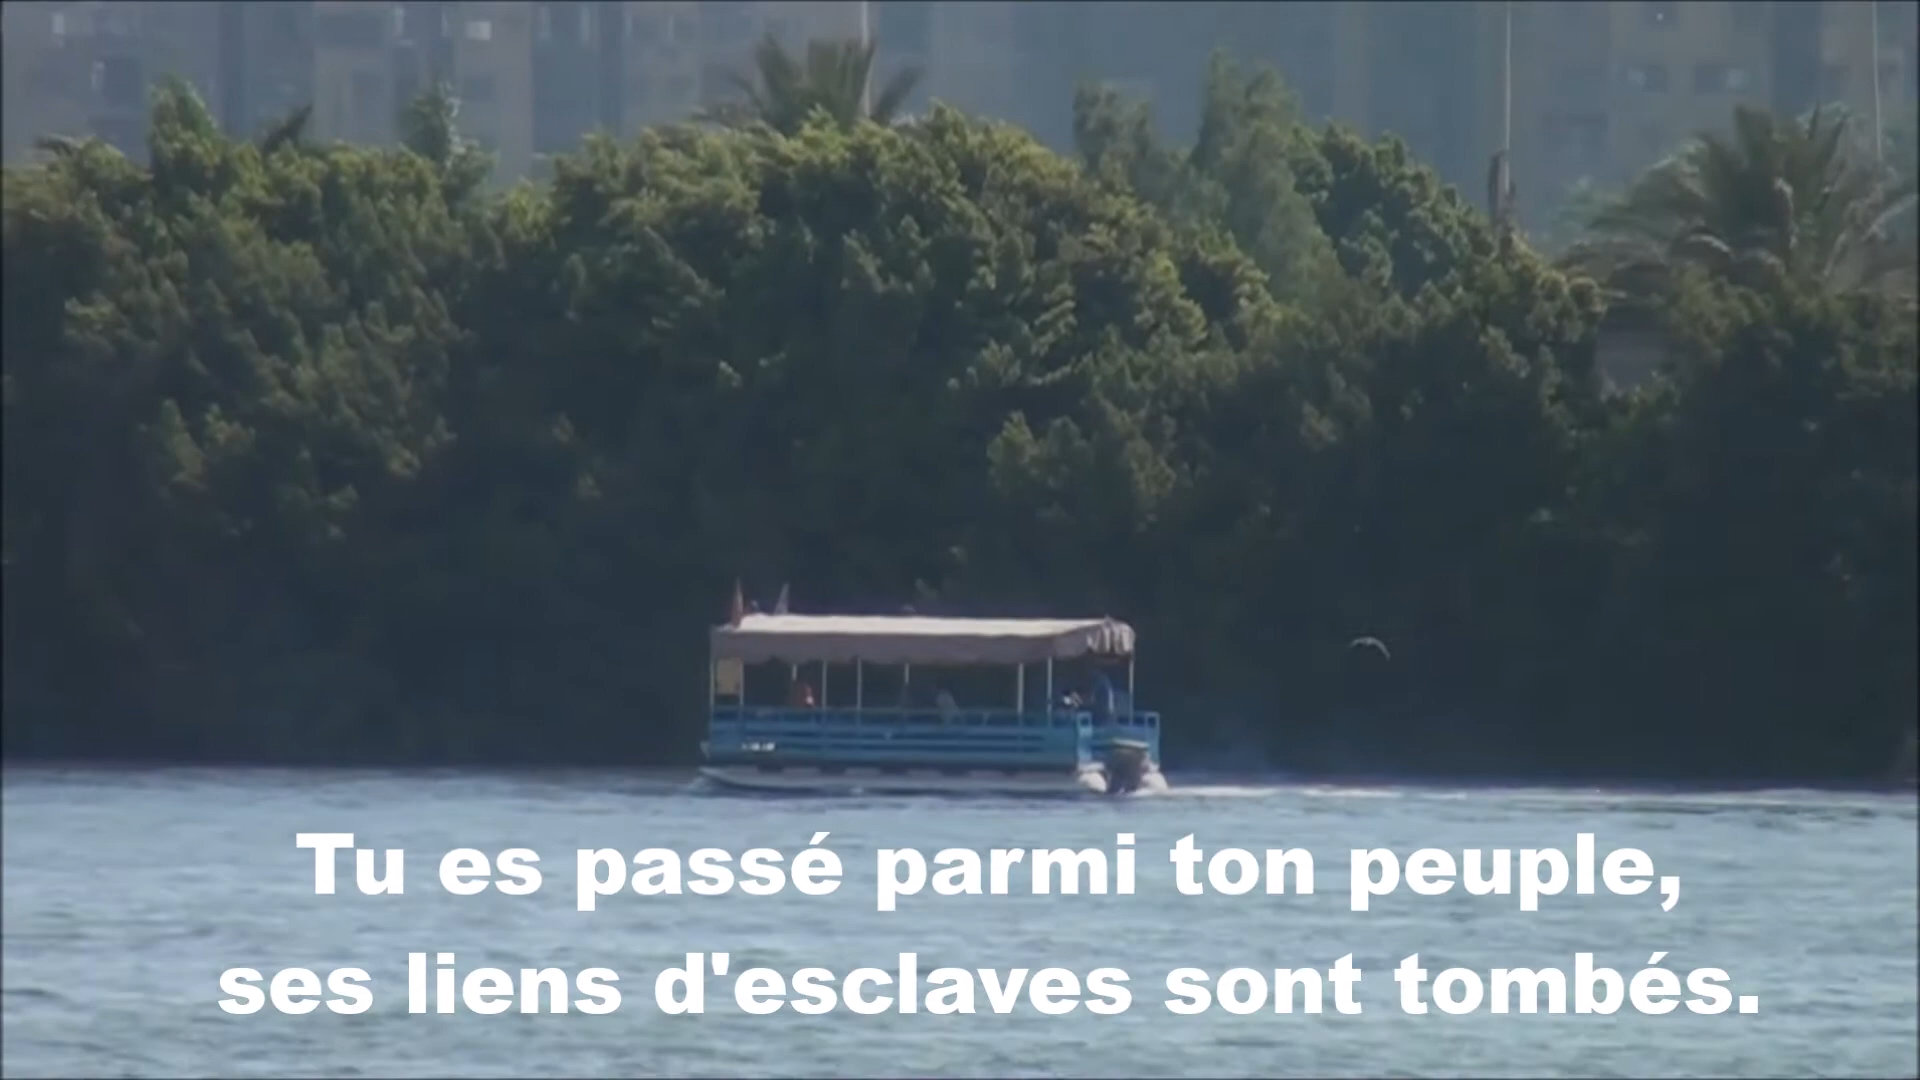 Tu es passé parmi ton peuple,
ses liens d'esclaves sont tombés.